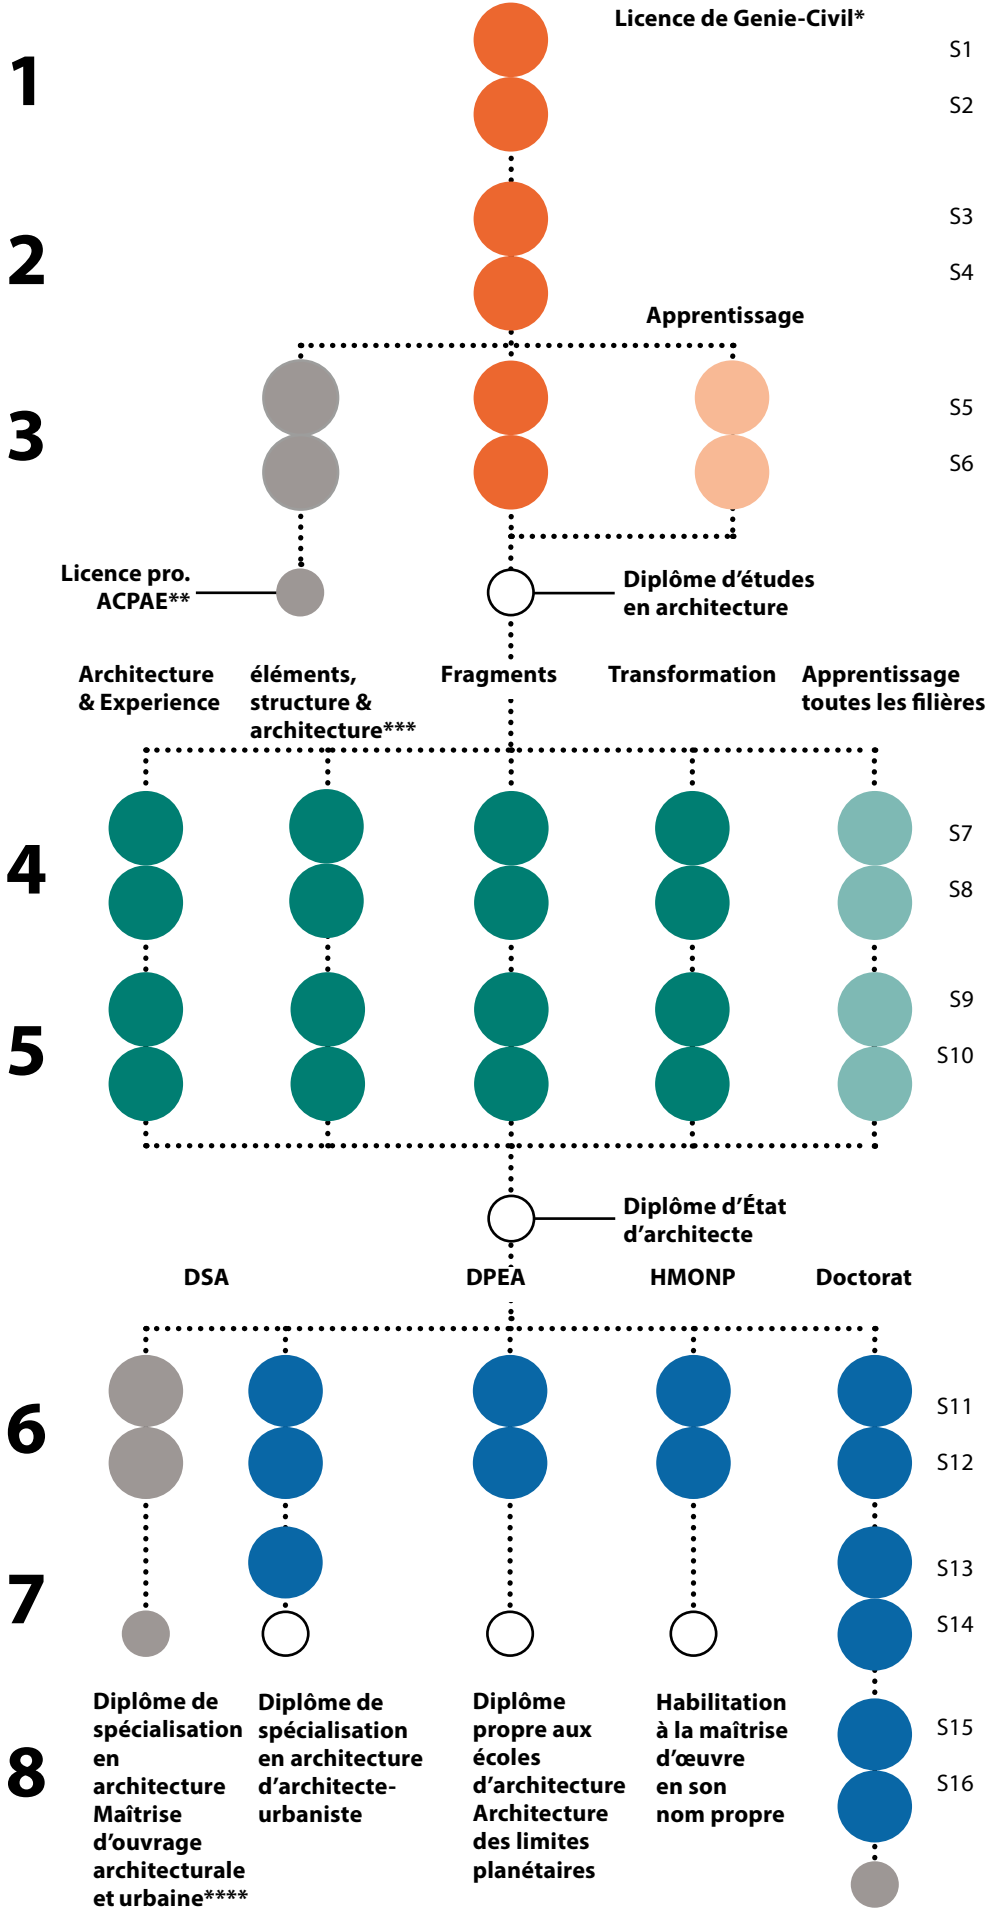 Licence de Genie-Civil*
1
S1
S2
2
S3
S4
Apprentissage
3
S5
S6
Licence pro.
ACPAE**
Diplôme d'études
en architecture
Architecture
& Experience
éléments,
structure &
architecture***
Fragments
Transformation
Apprentissage
toutes les filières
4
S7
S8
5
S9
S10
Diplôme d'État
d'architecte
DSA
DPEA
HMONP
Doctorat
6
S11
S12
7
S13
S14
8
S15
S16
Diplôme de
spécialisation
en
architecture
Maîtrise
d'ouvrage
architecturale
et urbaine****
Diplôme de
spécialisation
en architecture
d'architecte-
urbaniste
Diplôme
propre aux
écoles
d'architecture
Architecture
des limites
planétaires
Habilitation
à la maîtrise
d'œuvre
en son
nom propre